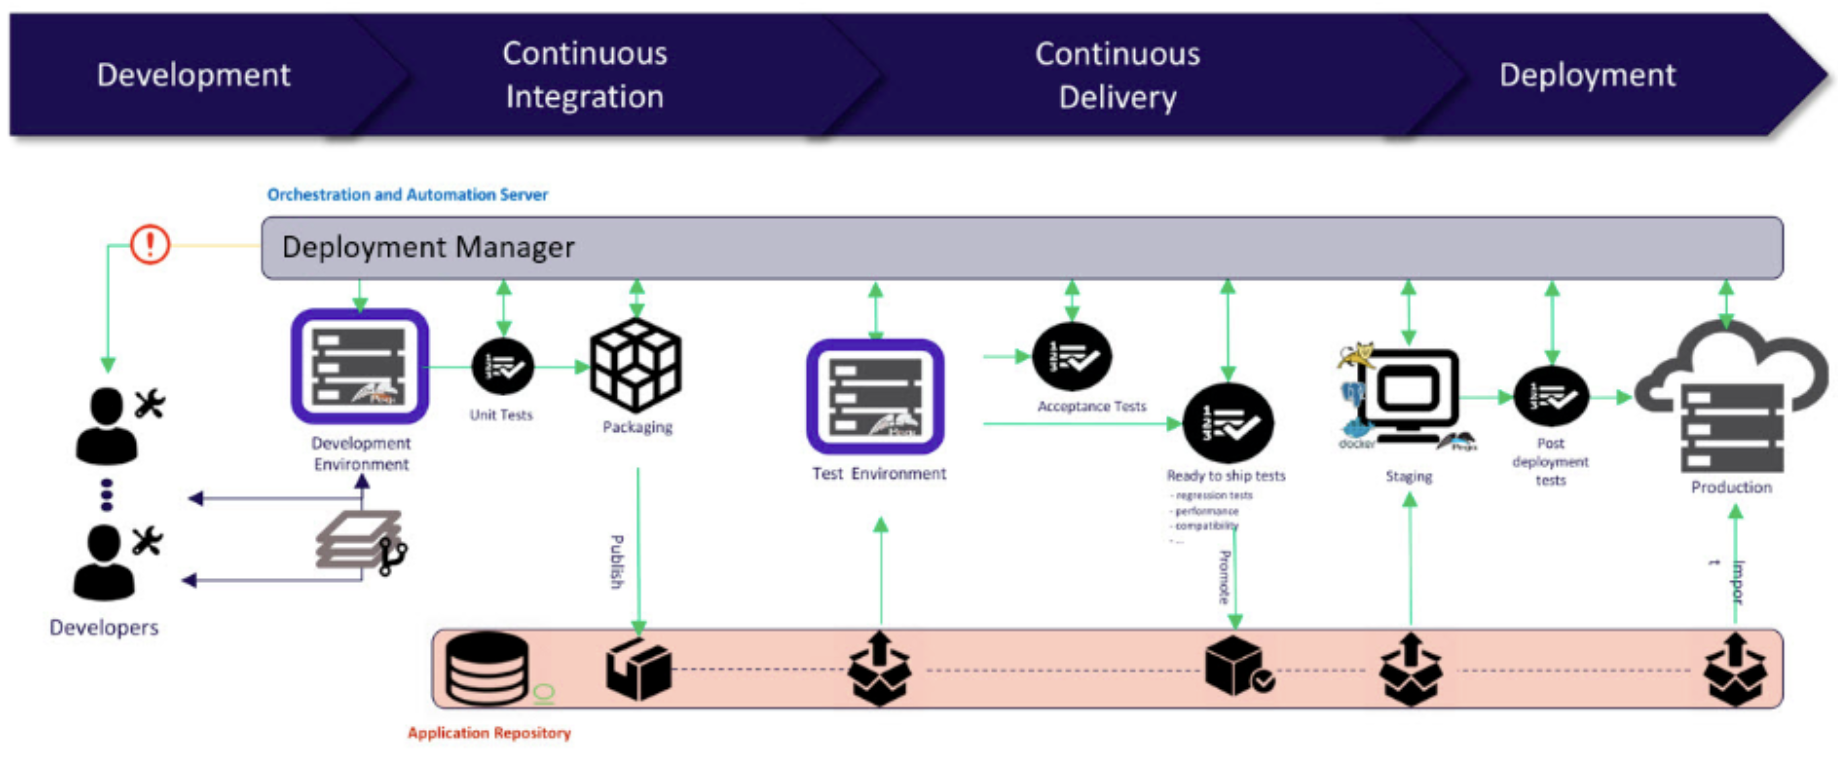 Development
Continuous
Integration
Continuous
Delivery
Deployment
Orchestration and Automation Server
Deployment Manager
Unit Tests
Packaging
Development
Environment
Test Environment
Acceptance Tests
Ready to ship tests
- regression tests
- performance
- compatibility
- ...
docker
Staging
Post
deployment
tests
Production
Developers
Publish
Promote
Impor
t
Application Repository